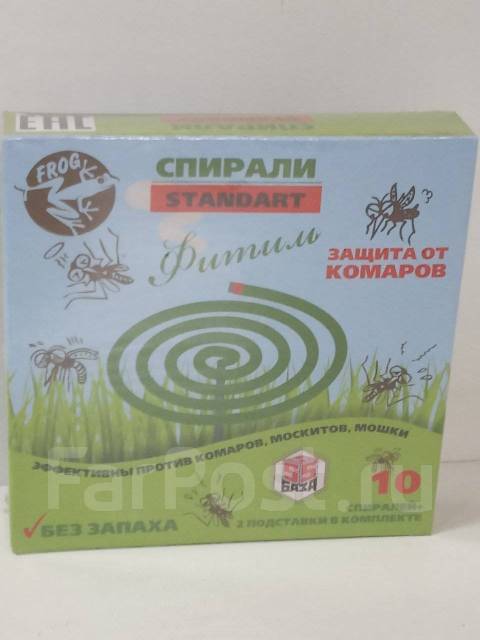 EAC
FROG
СПИРАЛИ
STANDART
Фитиль
ЗАЩИТА ОТ
КОМАРОВ
ЭФФЕКТИВНЫ ПРОТИВ КОМАРОВ, МОСКИТОВ, МОШКИ
БАХА
10
СПИРАЛЕЙ+
2 ПОДСТАВКИ В КОМПЛЕКТЕ
✓БЕЗ ЗАПАХА
FarPost.ru